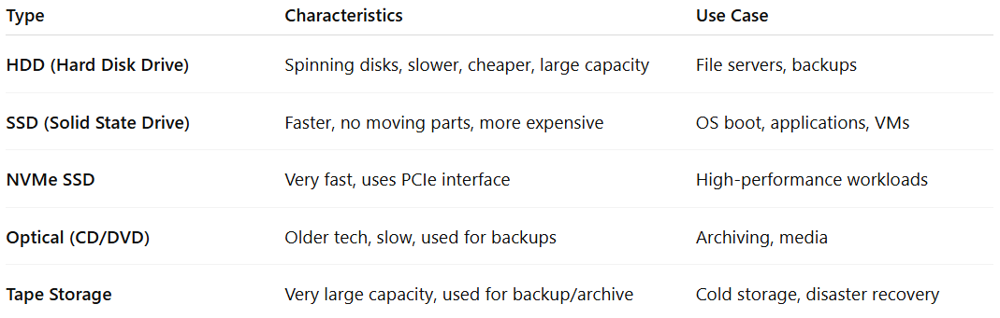 Type Characteristics Use Case
HDD (Hard Disk Drive) Spinning disks, slower, cheaper, large capacity File servers, backups
SSD (Solid State Drive) Faster, no moving parts, more expensive OS boot, applications, VMs
NVMe SSD Very fast, uses PCIe interface High-performance workloads
Optical (CD/DVD) Older tech, slow, used for backups Archiving, media
Tape Storage Very large capacity, used for backup/archive Cold storage, disaster recovery